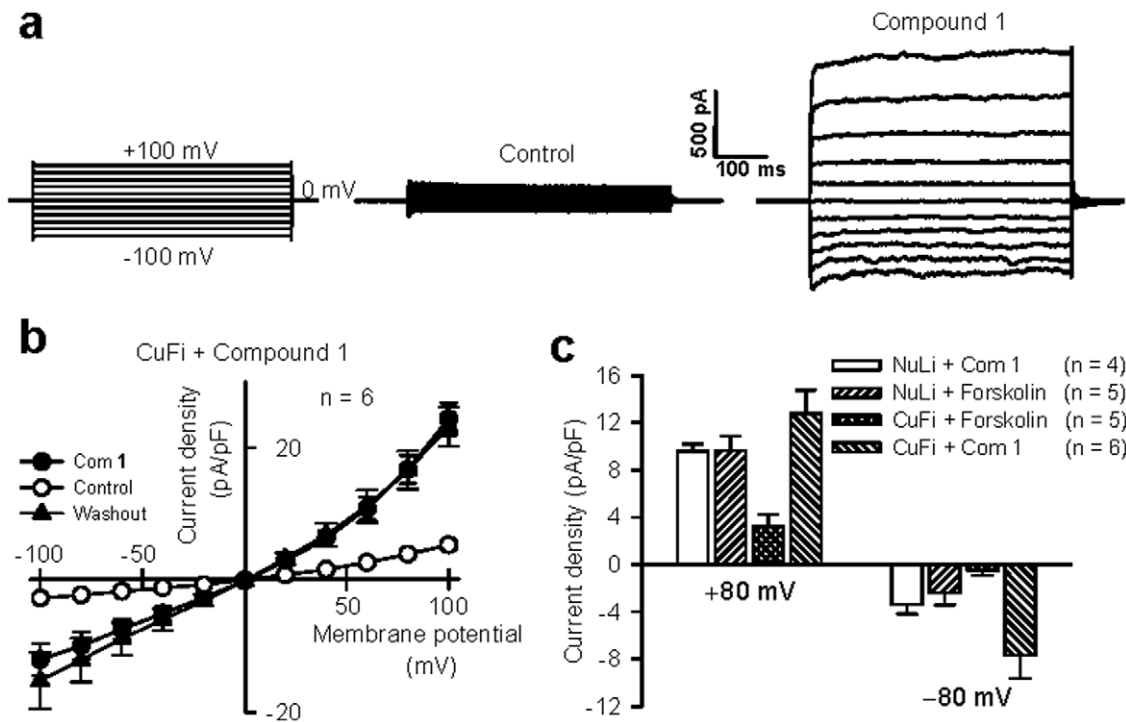 a
Compound 1
+100 mV
0 mV
-100 mV
Control
500 pA
100 ms
b
CuFi + Compound 1
n = 6
Current density
(pA/pF)
20
Com 1
Control
Washout
-100
-50
50
100
Membrane potential
(mV)
-20
c
NuLi + Com 1 (n = 4)
NuLi + Forskolin (n = 5)
CuFi + Forskolin (n = 5)
CuFi + Com 1 (n = 6)
Current density (pA/pF)
16
12
8
4
0
-4
-8
-12
+80 mV
−80 mV